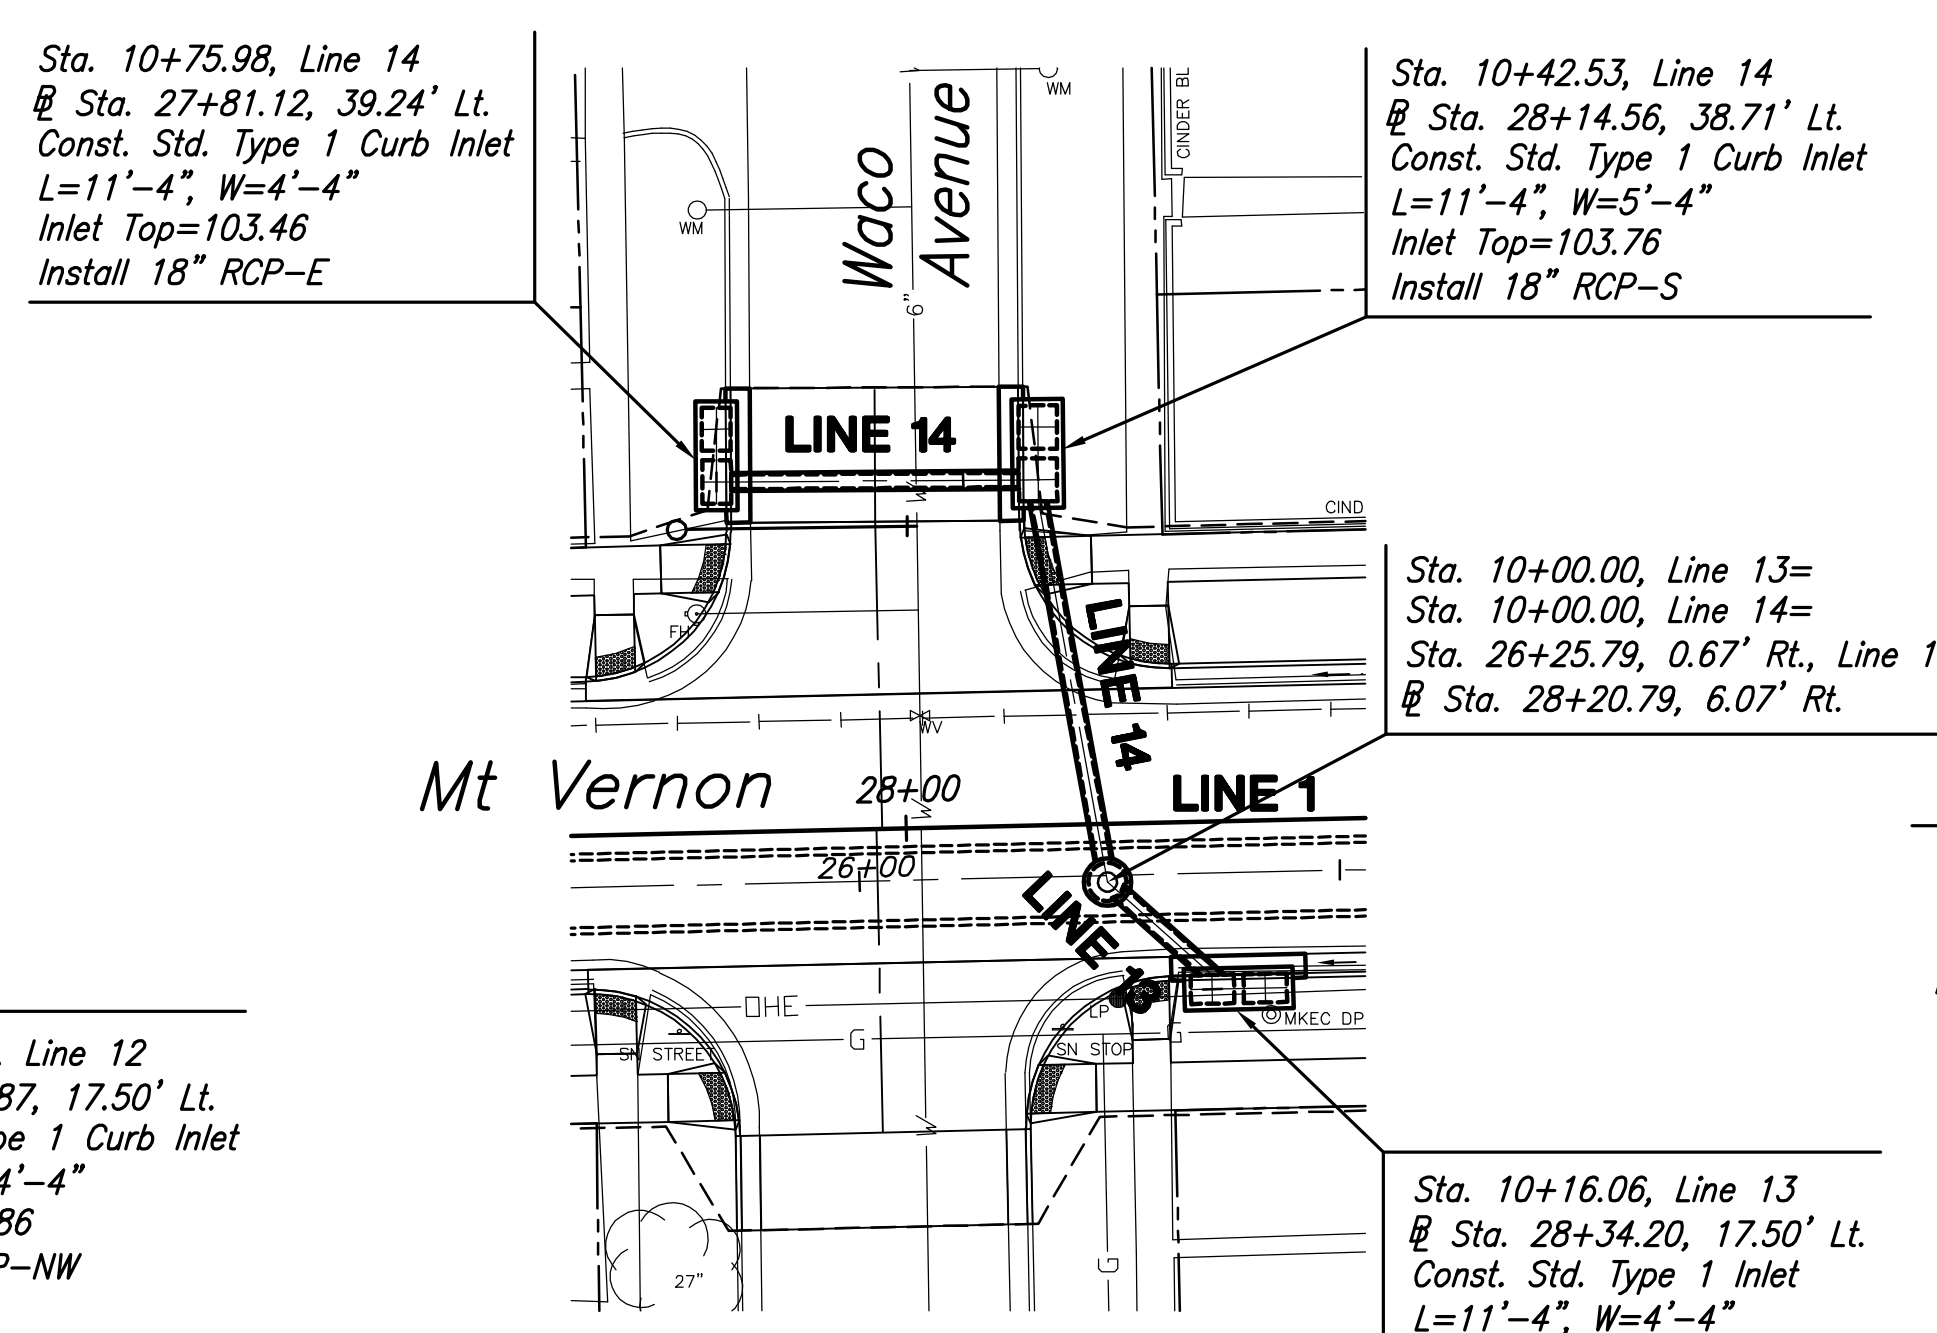 Sta. 10+75.98, Line 14
℄ Sta. 27+81.12, 39.24' Lt.
Const. Std. Type 1 Curb Inlet
L=11'-4", W=4'-4"
Inlet Top=103.46
Install 18" RCP-E
Sta. 10+42.53, Line 14
℄ Sta. 28+14.56, 38.71' Lt.
Const. Std. Type 1 Curb Inlet
L=11'-4", W=5'-4"
Inlet Top=103.76
Install 18" RCP-S
WM
CINDER BL
Waco
Avenue
WM
6"
LINE 14
W
CIND
Sta. 10+00.00, Line 13=
Sta. 10+00.00, Line 14=
Sta. 26+25.79, 0.67' Rt., Line 1
℄ Sta. 28+20.79, 6.07' Rt.
FH
LINE 14
WV
Mt Vernon
28+00
W
LINE 1
26+00
LINE 1
OHE
LP
MKEC DP
G
G
SN STREET
SN STOP
W
G
27"
. Line 12
87, 17.50' Lt.
pe 1 Curb Inlet
4'-4"
86
P-NW
Sta. 10+16.06, Line 13
℄ Sta. 28+34.20, 17.50' Lt.
Const. Std. Type 1 Inlet
L=11'-4", W=4'-4"